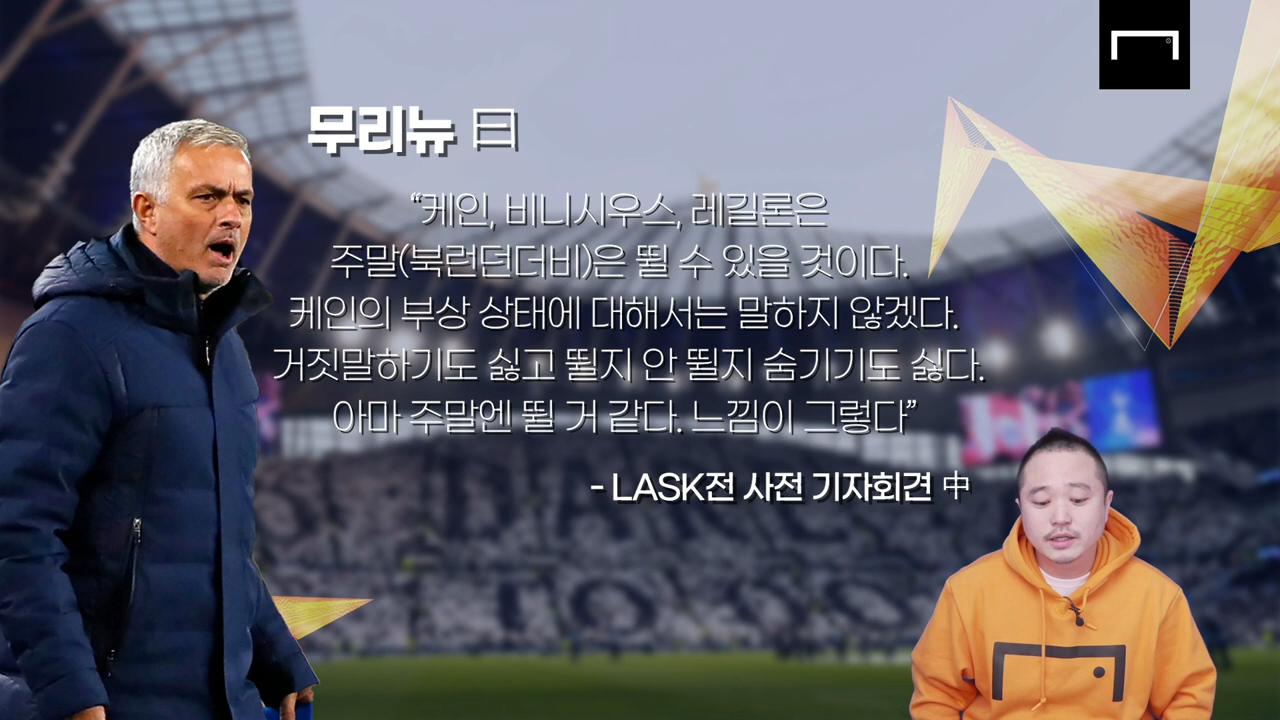 무리뉴 曰
“케인, 비니시우스, 레길론은
주말(북런던더비)은 뛸 수 있을 것이다.
케인의 부상 상태에 대해서는 말하지 않겠다.
거짓말하기도 싫고 뛸지 안 뛸지 숨기기도 싫다.
아마 주말엔 뛸 거 같다. 느낌이 그렇다”
- LASK전 사전 기자회견 中